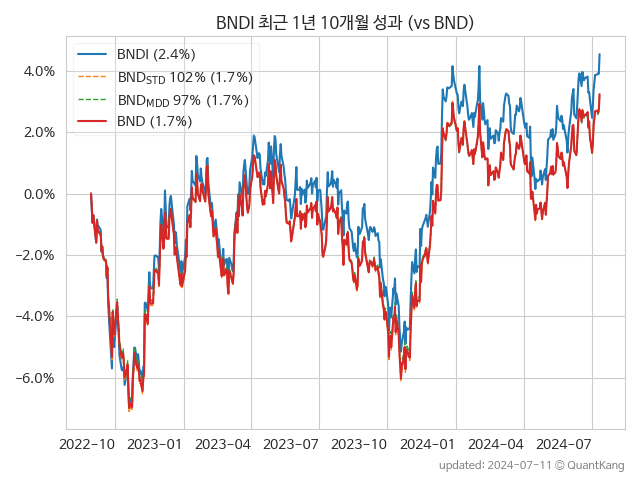 BNDI 최근 1년 10개월 성과 (vs BND)
BNDI (2.4%)
BND_STD 102% (1.7%)
BND_MDD 97% (1.7%)
BND (1.7%)
4.0%
2.0%
0.0%
−2.0%
−4.0%
−6.0%
2022-10 2023-01 2023-04 2023-07 2023-10 2024-01 2024-04 2024-07
updated: 2024-07-11 © QuantKang